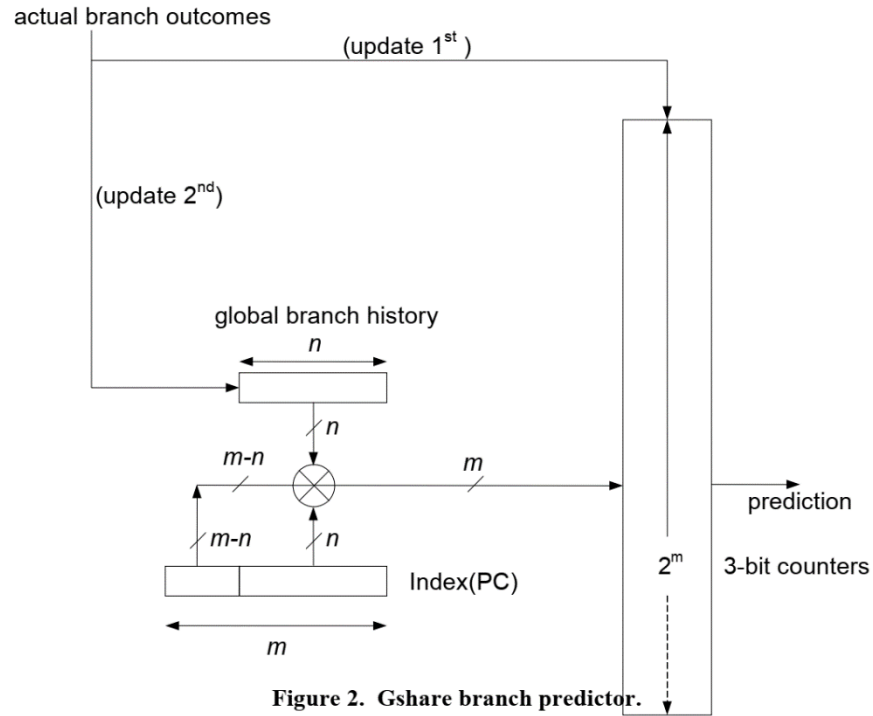 actual branch outcomes
(update 1st )
(update 2nd)
global branch history
n
n
m-n
m
prediction
m-n
n
2m
3-bit counters
Index(PC)
m
Figure 2. Gshare branch predictor.